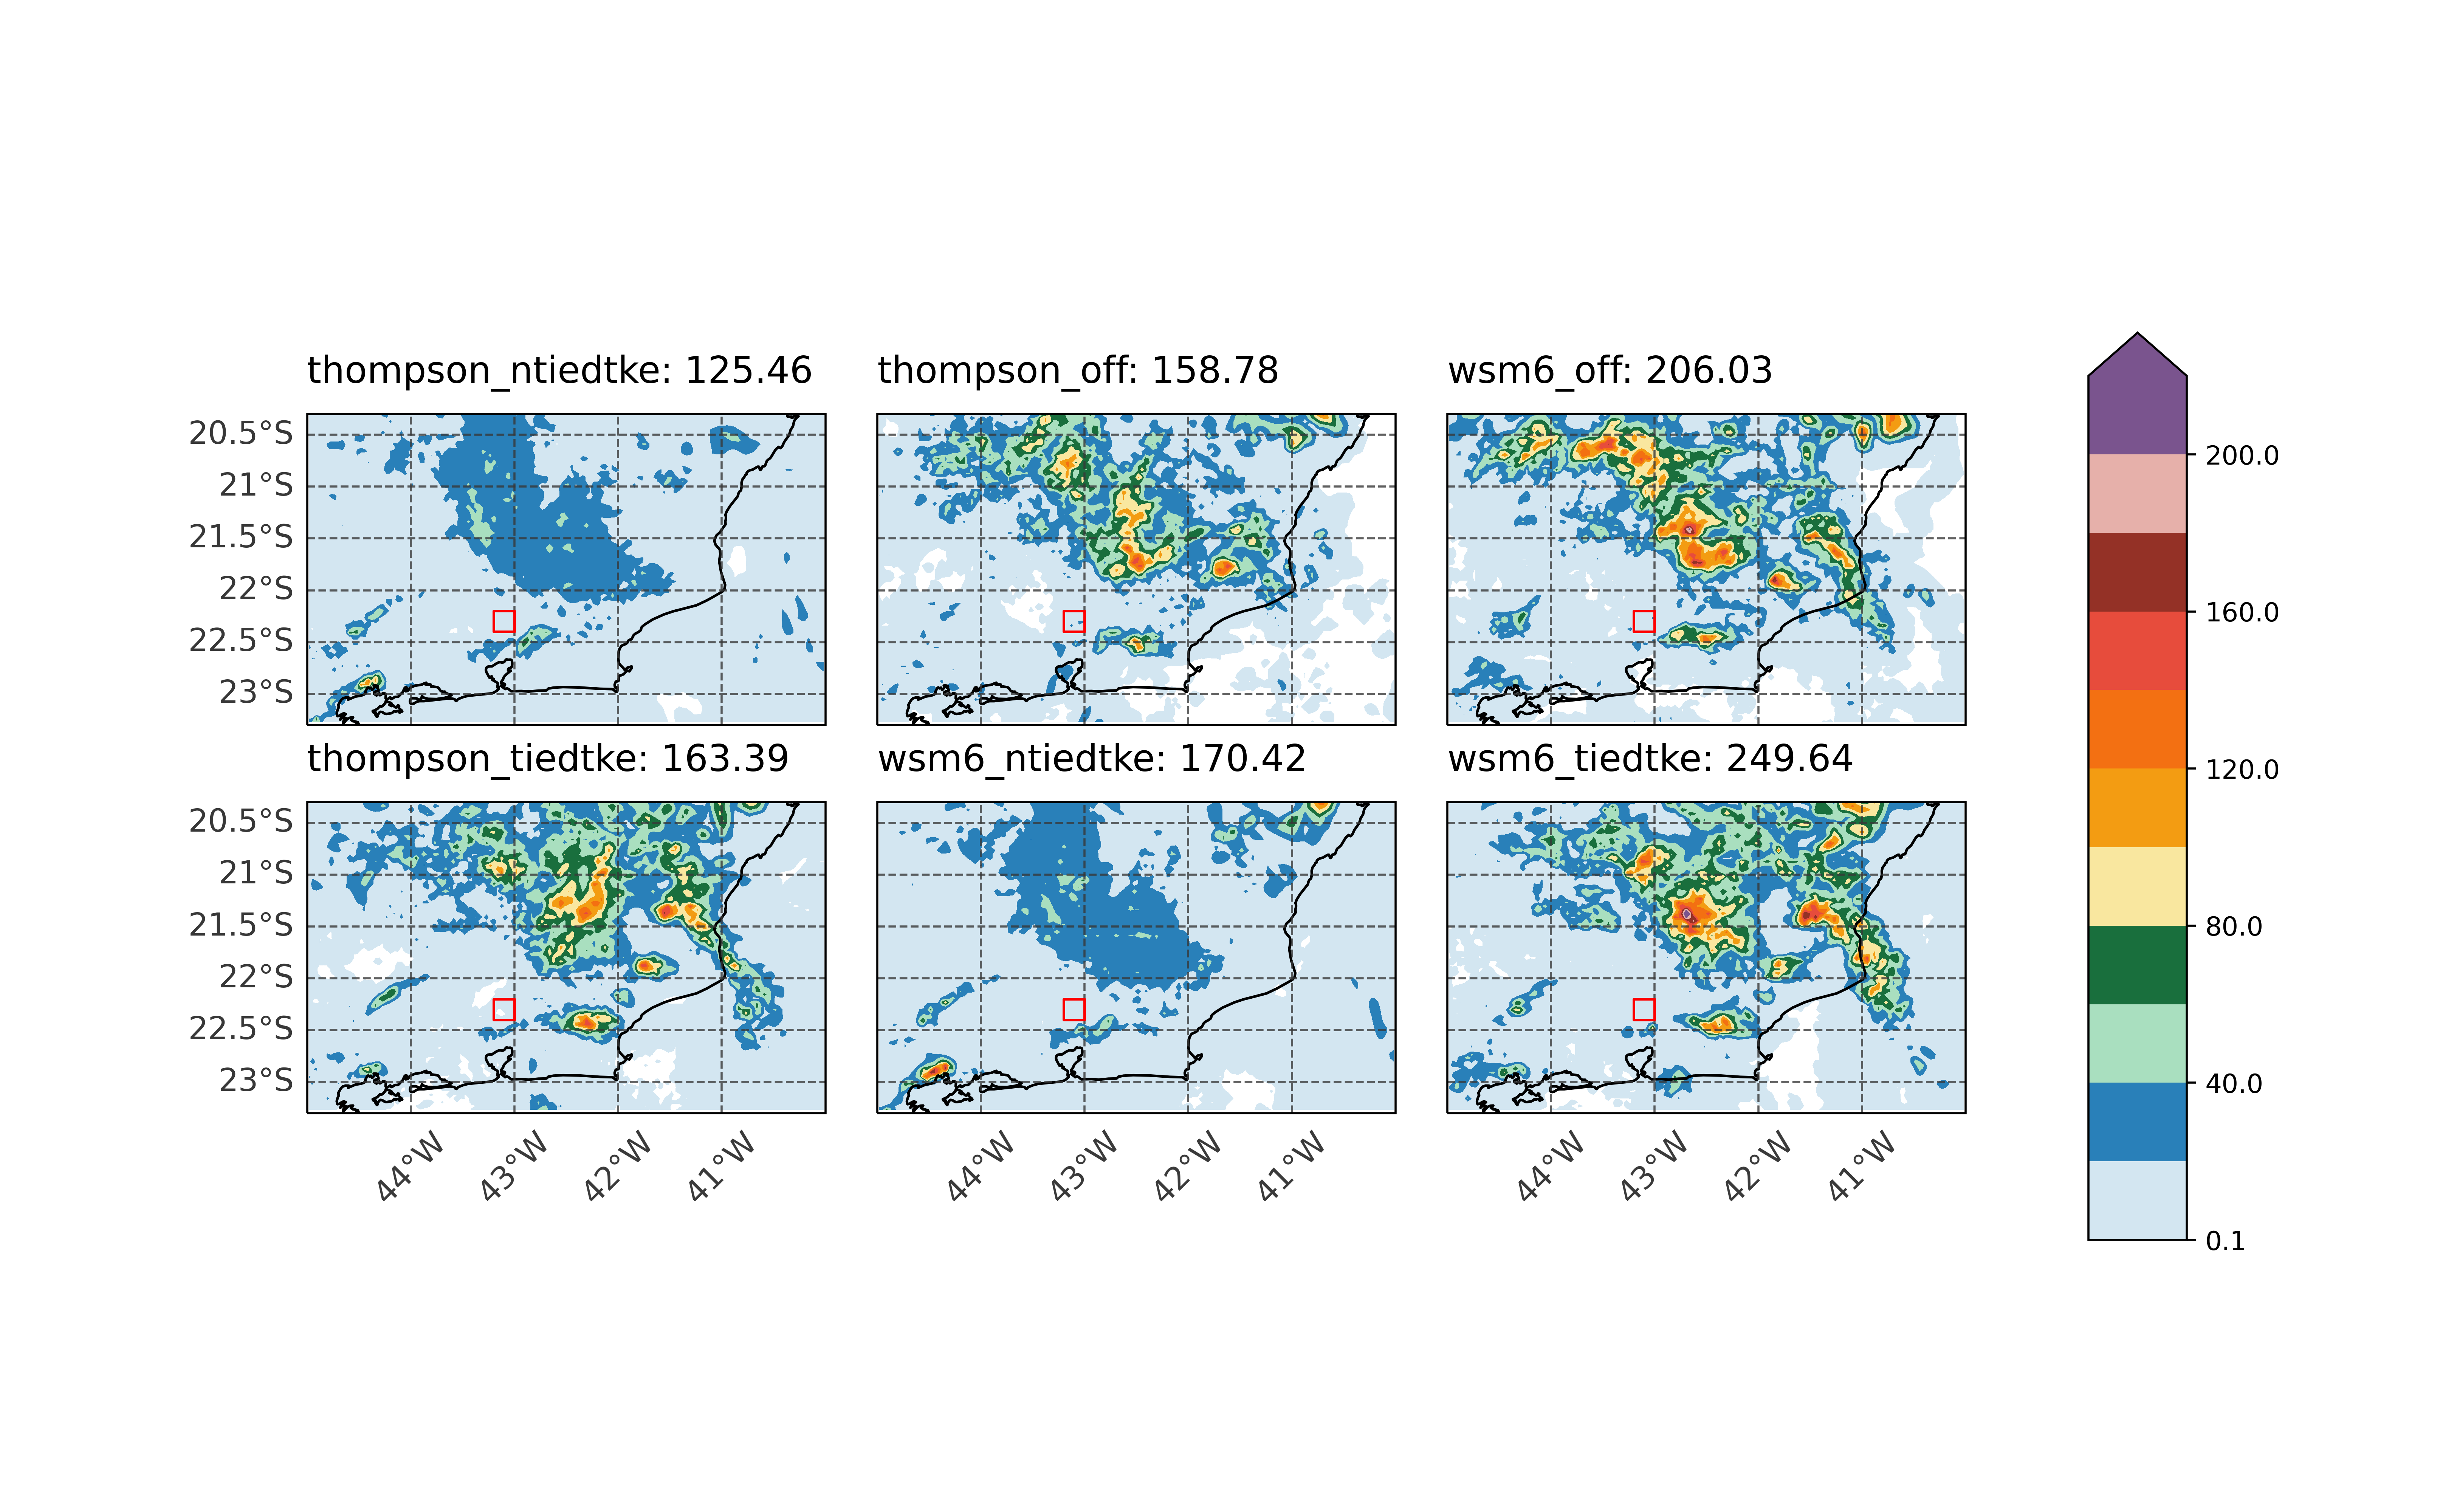 thompson_ntiedtke: 125.46
thompson_off: 158.78
wsm6_off: 206.03
20.5°S
21°S
21.5°S
22°S
22.5°S
23°S
thompson_tiedtke: 163.39
wsm6_ntiedtke: 170.42
wsm6_tiedtke: 249.64
20.5°S
21°S
21.5°S
22°S
22.5°S
23°S
44°W
43°W
42°W
41°W
44°W
43°W
42°W
41°W
44°W
43°W
42°W
41°W
200.0
160.0
120.0
80.0
40.0
0.1